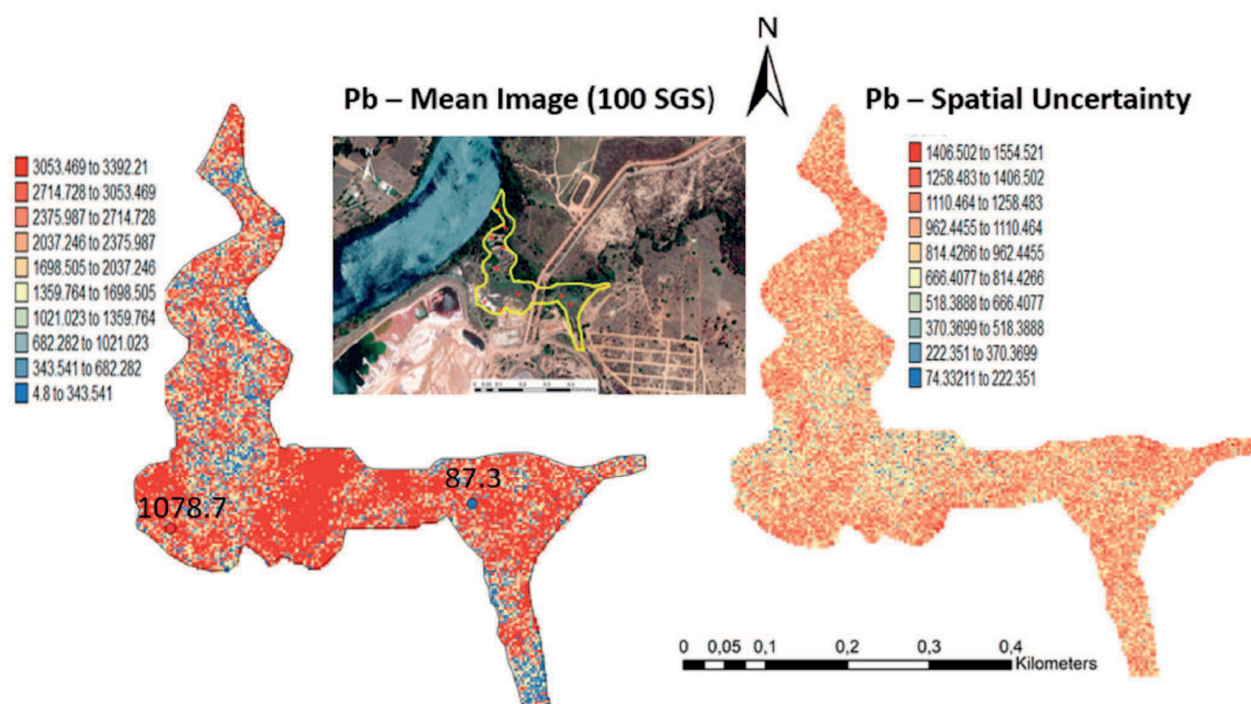 N
Pb – Mean Image (100 SGS)
Pb – Spatial Uncertainty
3053.469 to 3392.21
2714.728 to 3053.469
2375.987 to 2714.728
2037.246 to 2375.987
1698.505 to 2037.246
1359.764 to 1698.505
1021.023 to 1359.764
682.282 to 1021.023
343.541 to 682.282
4.8 to 343.541
N
1406.502 to 1554.521
1258.483 to 1406.502
1110.464 to 1258.483
962.4455 to 1110.464
814.4266 to 962.4455
666.4077 to 814.4266
518.3888 to 666.4077
370.3699 to 518.3888
222.351 to 370.3699
74.33211 to 222.351
Kilometers
1078.7
87.3
0 0,05 0,1 0,2 0,3 0,4
Kilometers